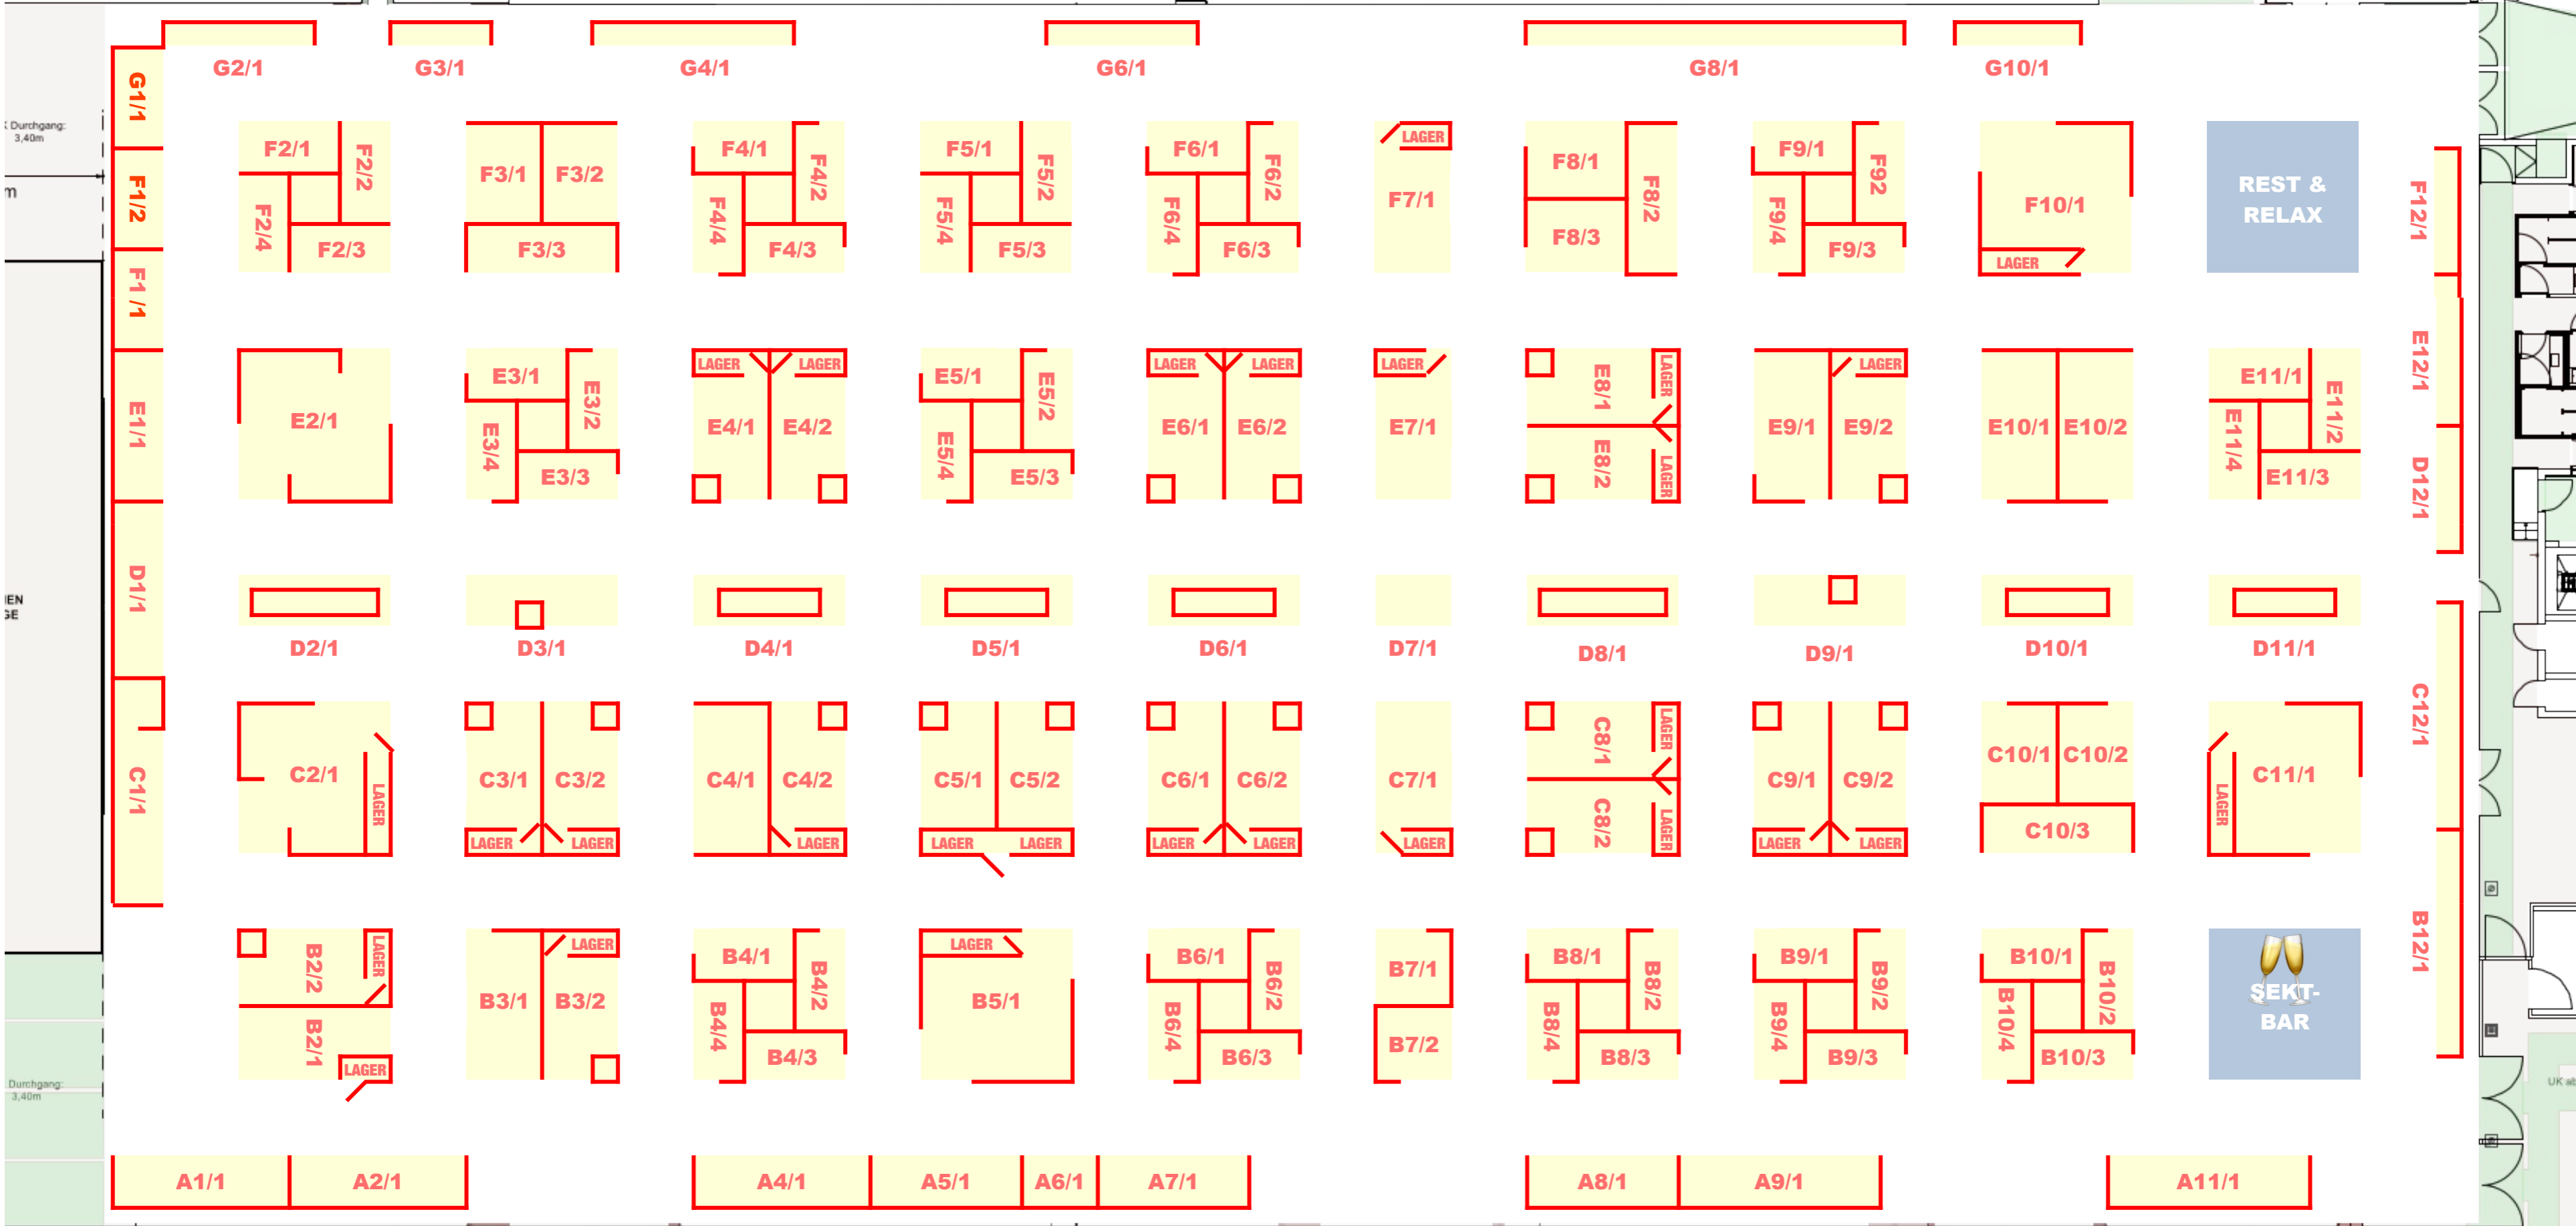 G2/1
G3/1
G4/1
G6/1
G8/1
G10/1
G1/1
F1/2
F1 /1
E1/1
D1/1
C1/1
Durchgang:
3,40m
m
F2/1
F2/2
F2/4
F2/3
F3/1
F3/2
F3/3
F4/1
F4/2
F4/4
F4/3
F5/1
F5/2
F5/4
F5/3
F6/1
F6/2
F6/4
F6/3
LAGER
F7/1
F8/1
F8/2
F8/3
F9/1
F92
F9/4
F9/3
F10/1
LAGER
REST &
RELAX
F12/1
E2/1
E3/1
E3/2
E3/4
E3/3
LAGER
LAGER
E4/1
E4/2
E5/1
E5/2
E5/4
E5/3
LAGER
LAGER
E6/1
E6/2
LAGER
E7/1
E8/1
LAGER
E8/2
LAGER
LAGER
E9/1
E9/2
E10/1
E10/2
E11/1
E11/2
E11/4
E11/3
E12/1
D12/1
IEN
GE
D2/1
D3/1
D4/1
D5/1
D6/1
D7/1
D8/1
D9/1
D10/1
D11/1
C2/1
LAGER
C3/1
C3/2
LAGER
LAGER
C4/1
C4/2
LAGER
C5/1
C5/2
LAGER
LAGER
C6/1
C6/2
LAGER
LAGER
C7/1
LAGER
C8/1
LAGER
C8/2
LAGER
C9/1
C9/2
LAGER
LAGER
C10/1
C10/2
C10/3
C11/1
LAGER
C12/1
B2/2
LAGER
B2/1
LAGER
LAGER
B3/1
B3/2
B4/1
B4/2
B4/4
B4/3
LAGER
B5/1
B6/1
B6/2
B6/4
B6/3
B7/1
B7/2
B8/1
B8/2
B8/4
B8/3
B9/1
B9/2
B9/4
B9/3
B10/1
B10/2
B10/4
B10/3
SEKT-
BAR
B12/1
Durchgang:
3,40m
UK ab
A1/1
A2/1
A4/1
A5/1
A6/1
A7/1
A8/1
A9/1
A11/1